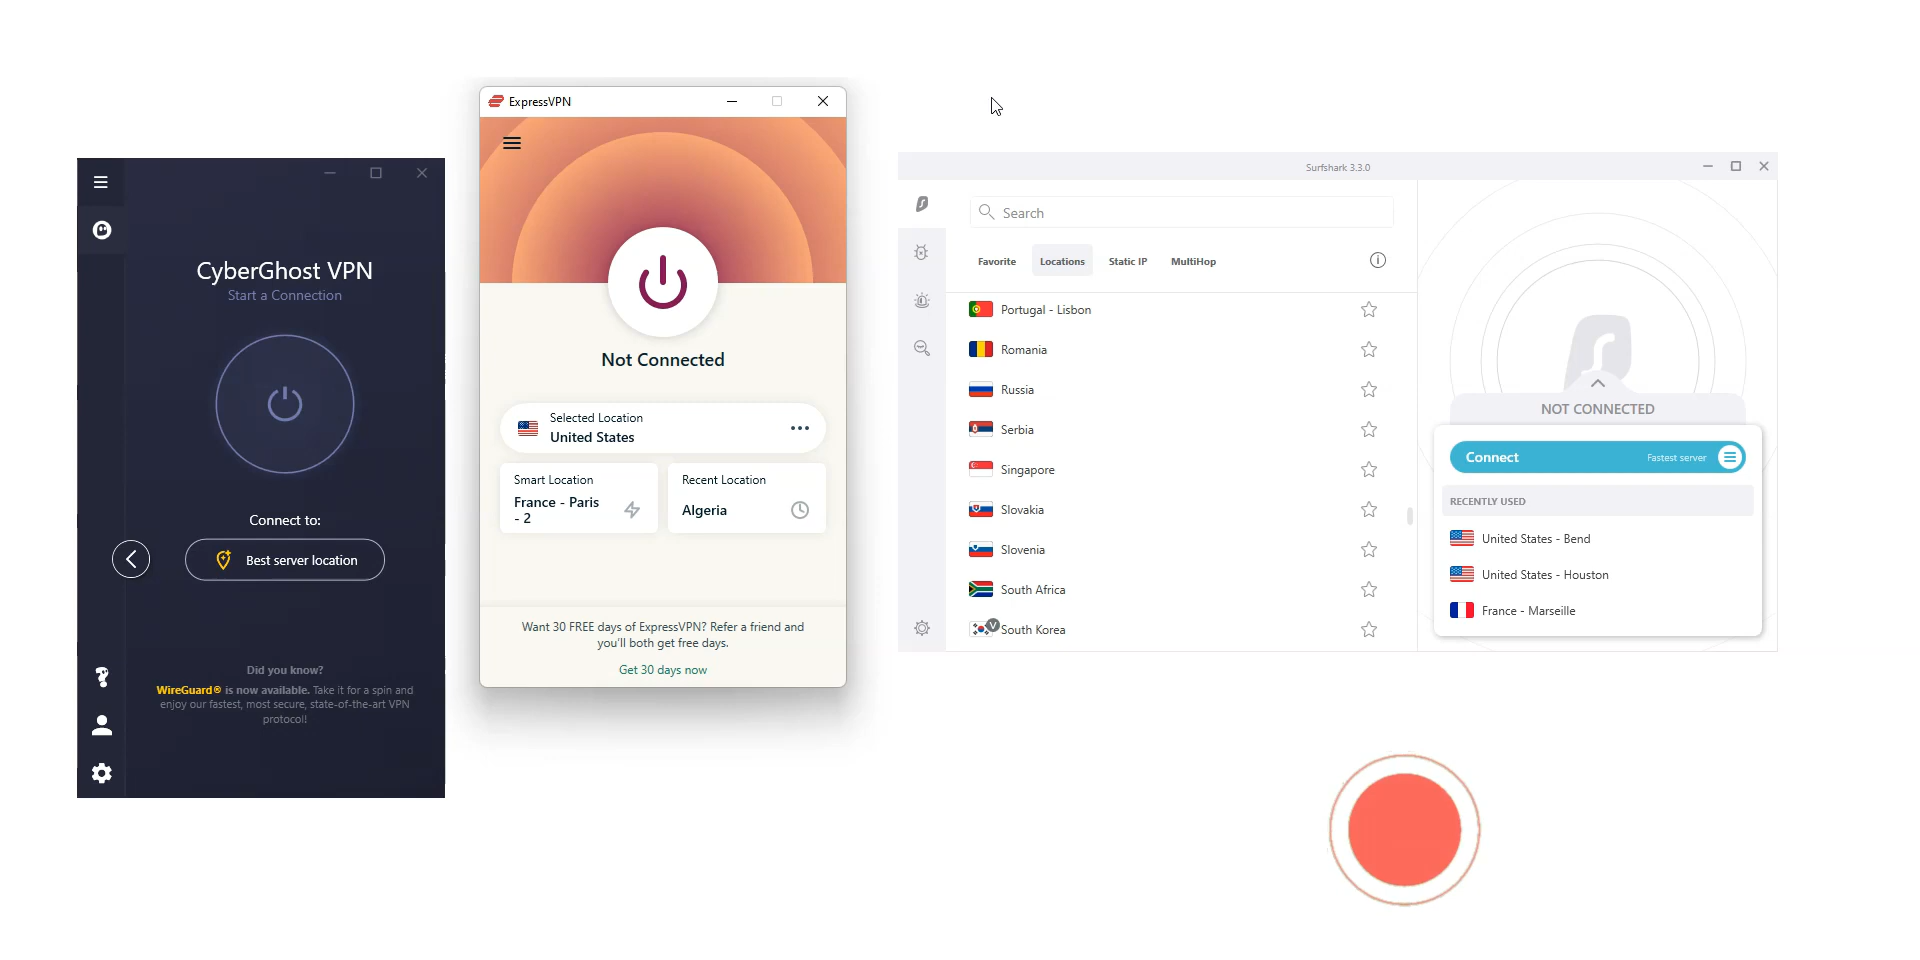 CyberGhost VPN
Start a Connection
Connect to:
Best server location
Did you know?
WireGuard® is now available. Take it for a spin and
enjoy our fastest, most secure, state-of-the-art VPN
protocol!
ExpressVPN
Not Connected
Selected Location
United States
Smart Location
France - Paris
- 2
Recent Location
Algeria
Want 30 FREE days of ExpressVPN? Refer a friend and
you'll both get free days.
Get 30 days now
Surfshark 3.3.0
Search
Favorite
Locations
Static IP
MultiHop
Portugal - Lisbon
Romania
Russia
Serbia
Singapore
Slovakia
Slovenia
South Africa
V
South Korea
NOT CONNECTED
Connect
Fastest server
RECENTLY USED
United States - Bend
United States - Houston
France - Marseille